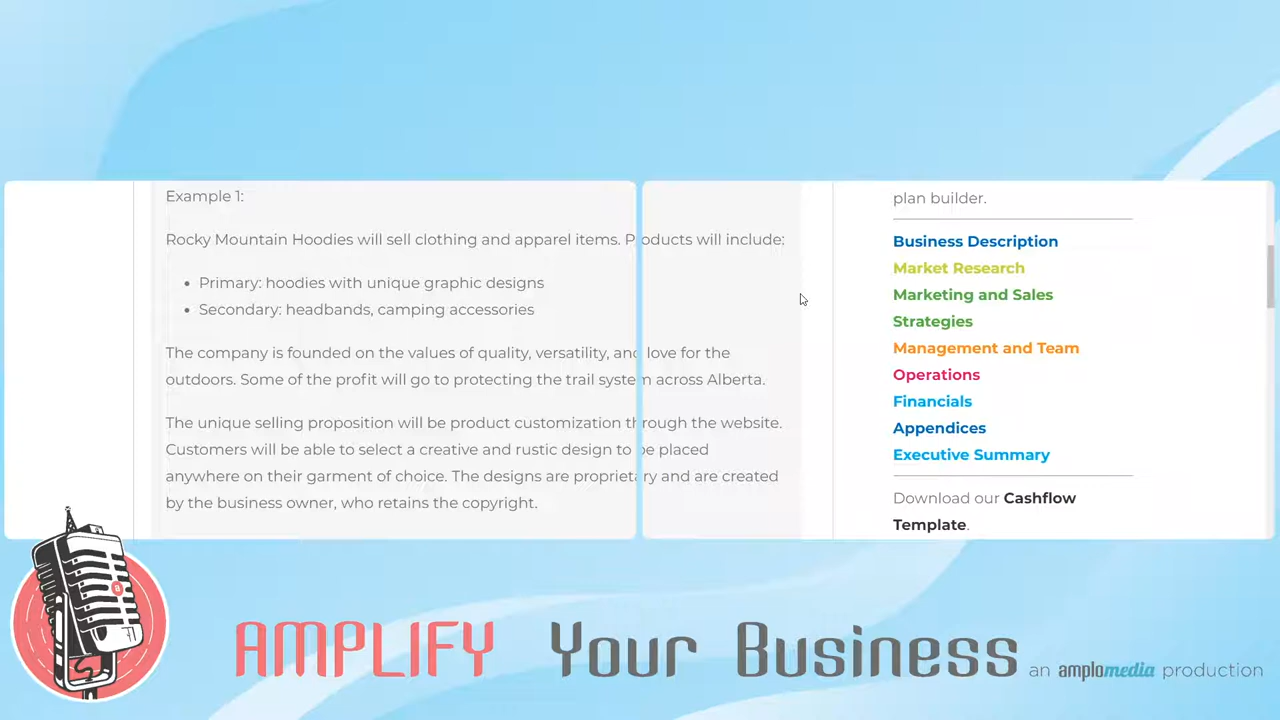 Example 1:
Rocky Mountain Hoodies will sell clothing and apparel items. Products will include:
• Primary: hoodies with unique graphic designs
• Secondary: headbands, camping accessories
The company is founded on the values of quality, versatility, and love for the
outdoors. Some of the profit will go to protecting the trail system across Alberta.
The unique selling proposition will be product customization through the website.
Customers will be able to select a creative and rustic design to be placed
anywhere on their garment of choice. The designs are proprietary and are created
by the business owner, who retains the copyright.
plan builder.
Business Description
Market Research
Marketing and Sales
Strategies
Management and Team
Operations
Financials
Appendices
Executive Summary
Download our Cashflow
Template.
AMPLIFY Your Business
an amplomedia production